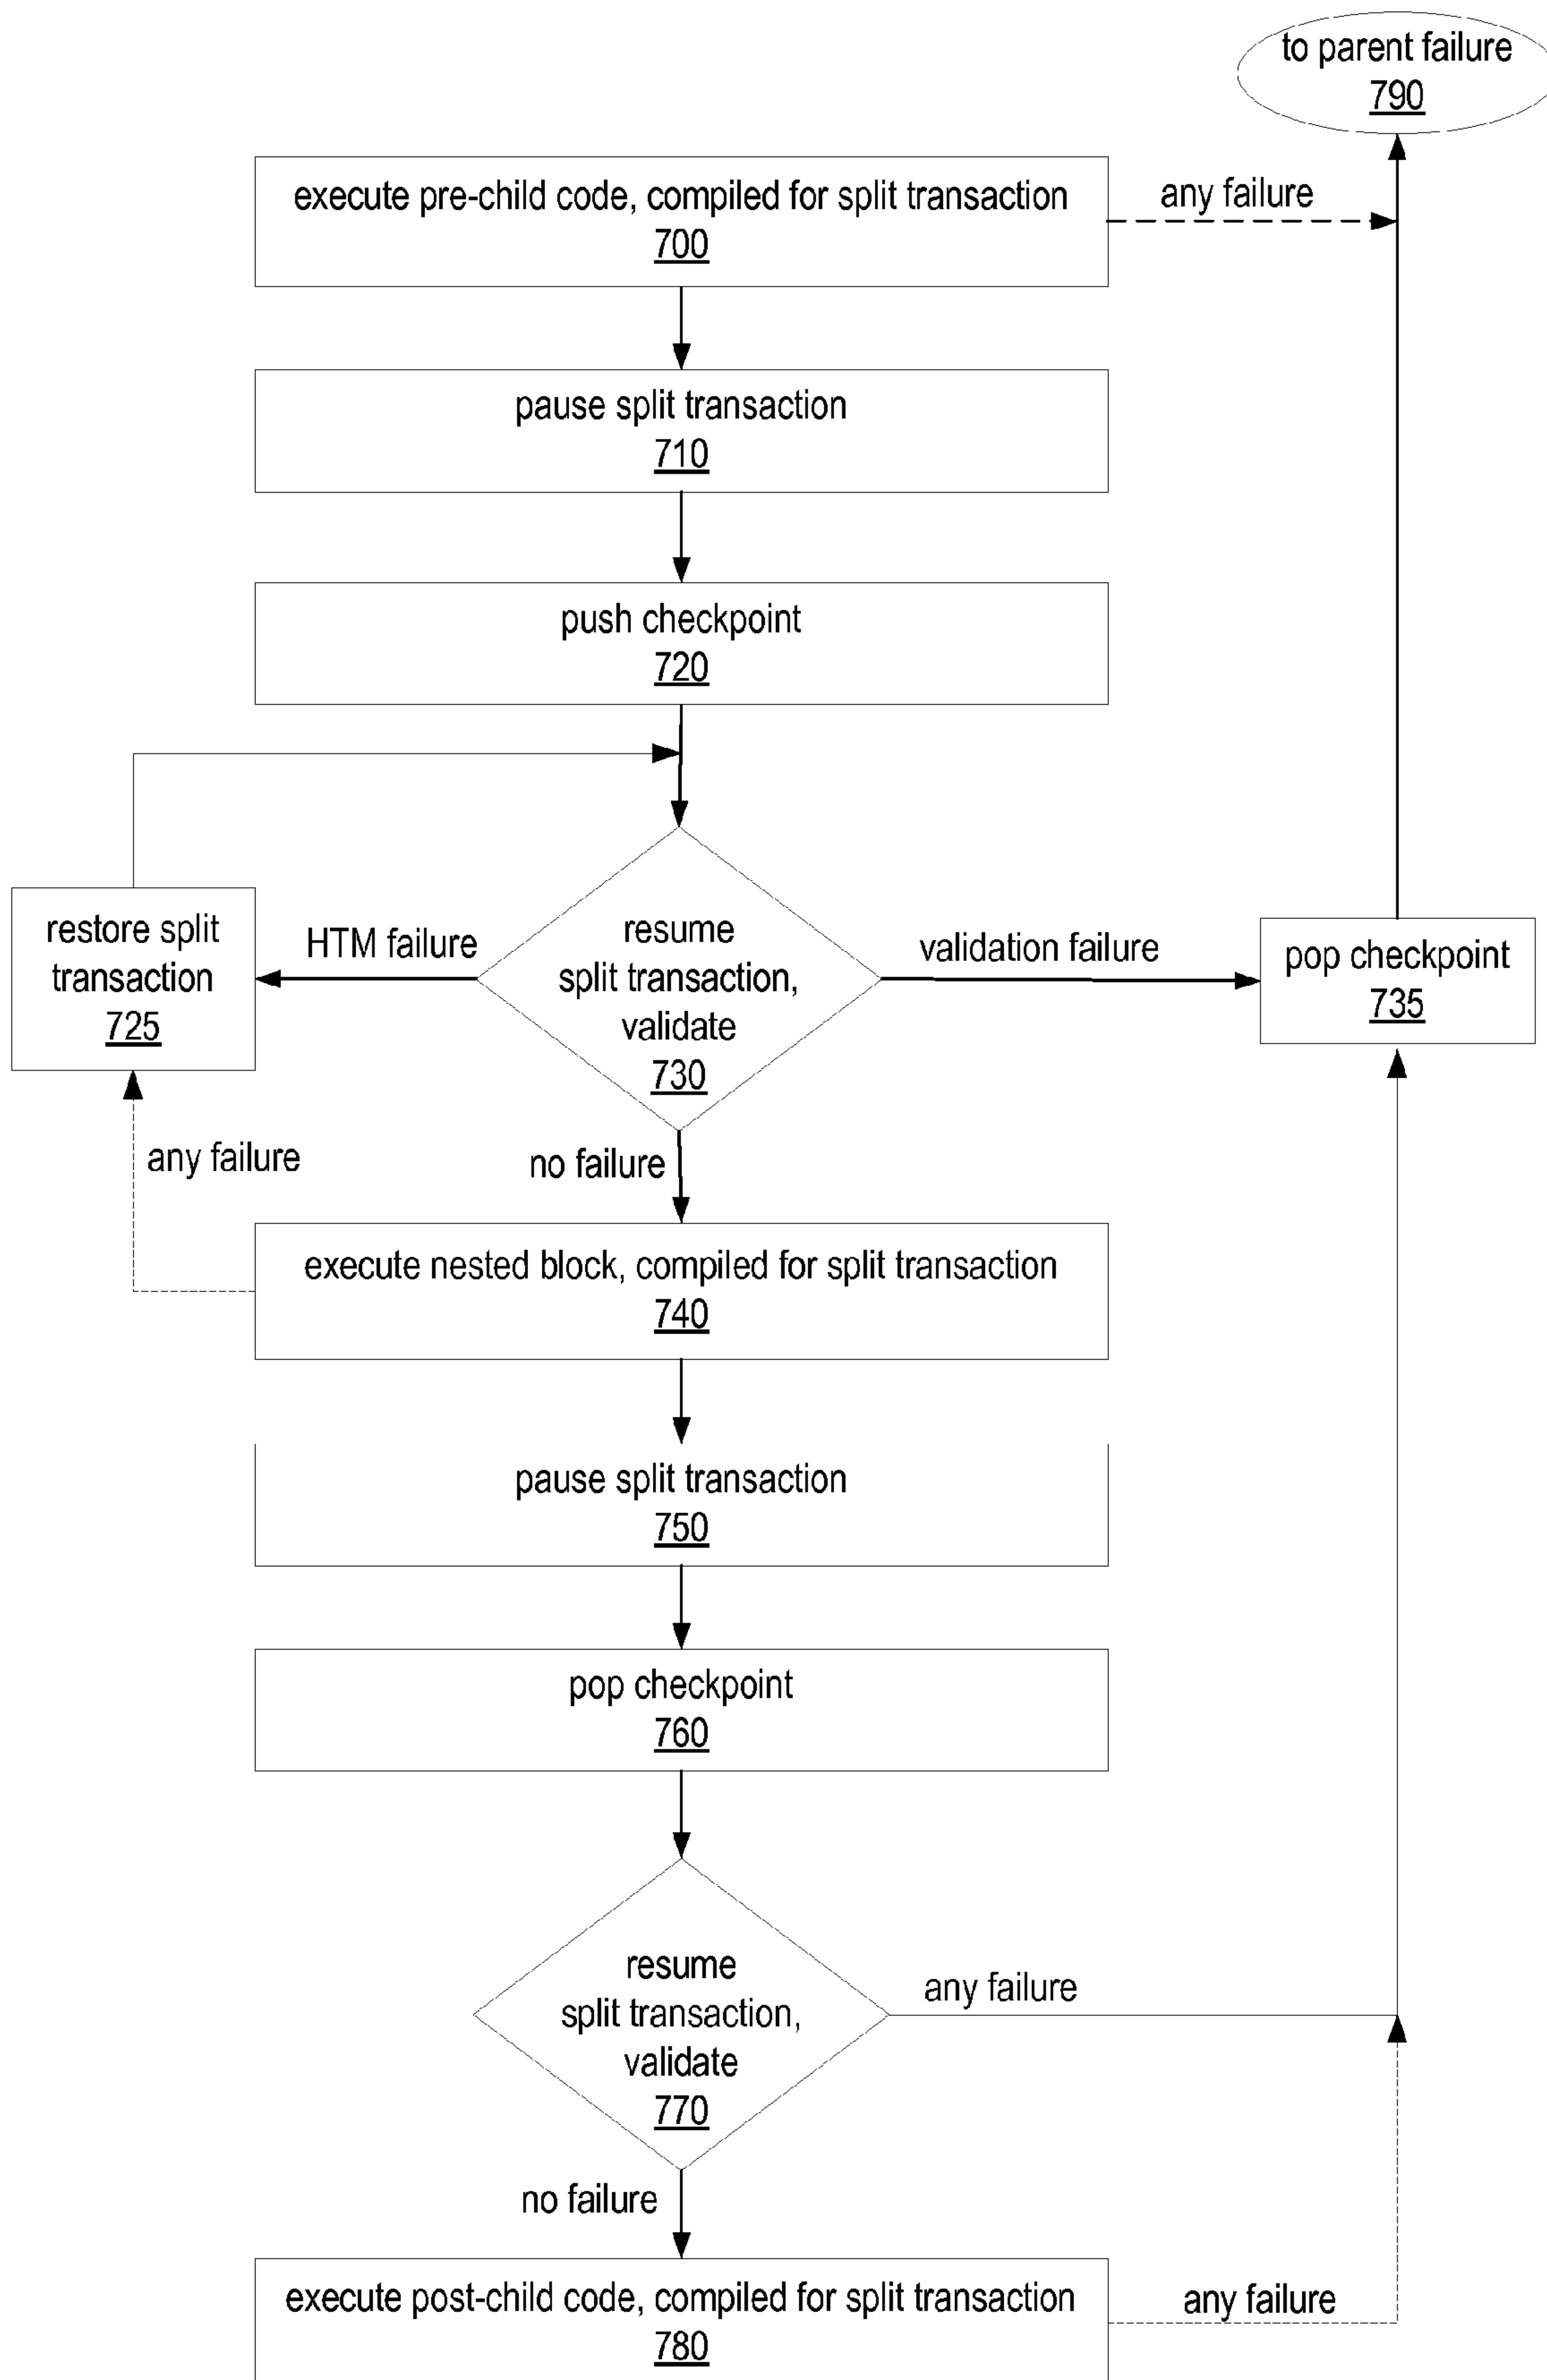 to parent failure
790
execute pre-child code, compiled for split transaction
700
any failure
pause split transaction
710
push checkpoint
720
restore split
transaction
725
HTM failure
resume
split transaction,
validate
730
validation failure
pop checkpoint
735
any failure
no failure
execute nested block, compiled for split transaction
740
pause split transaction
750
pop checkpoint
760
resume
split transaction,
validate
770
any failure
no failure
execute post-child code, compiled for split transaction
780
any failure